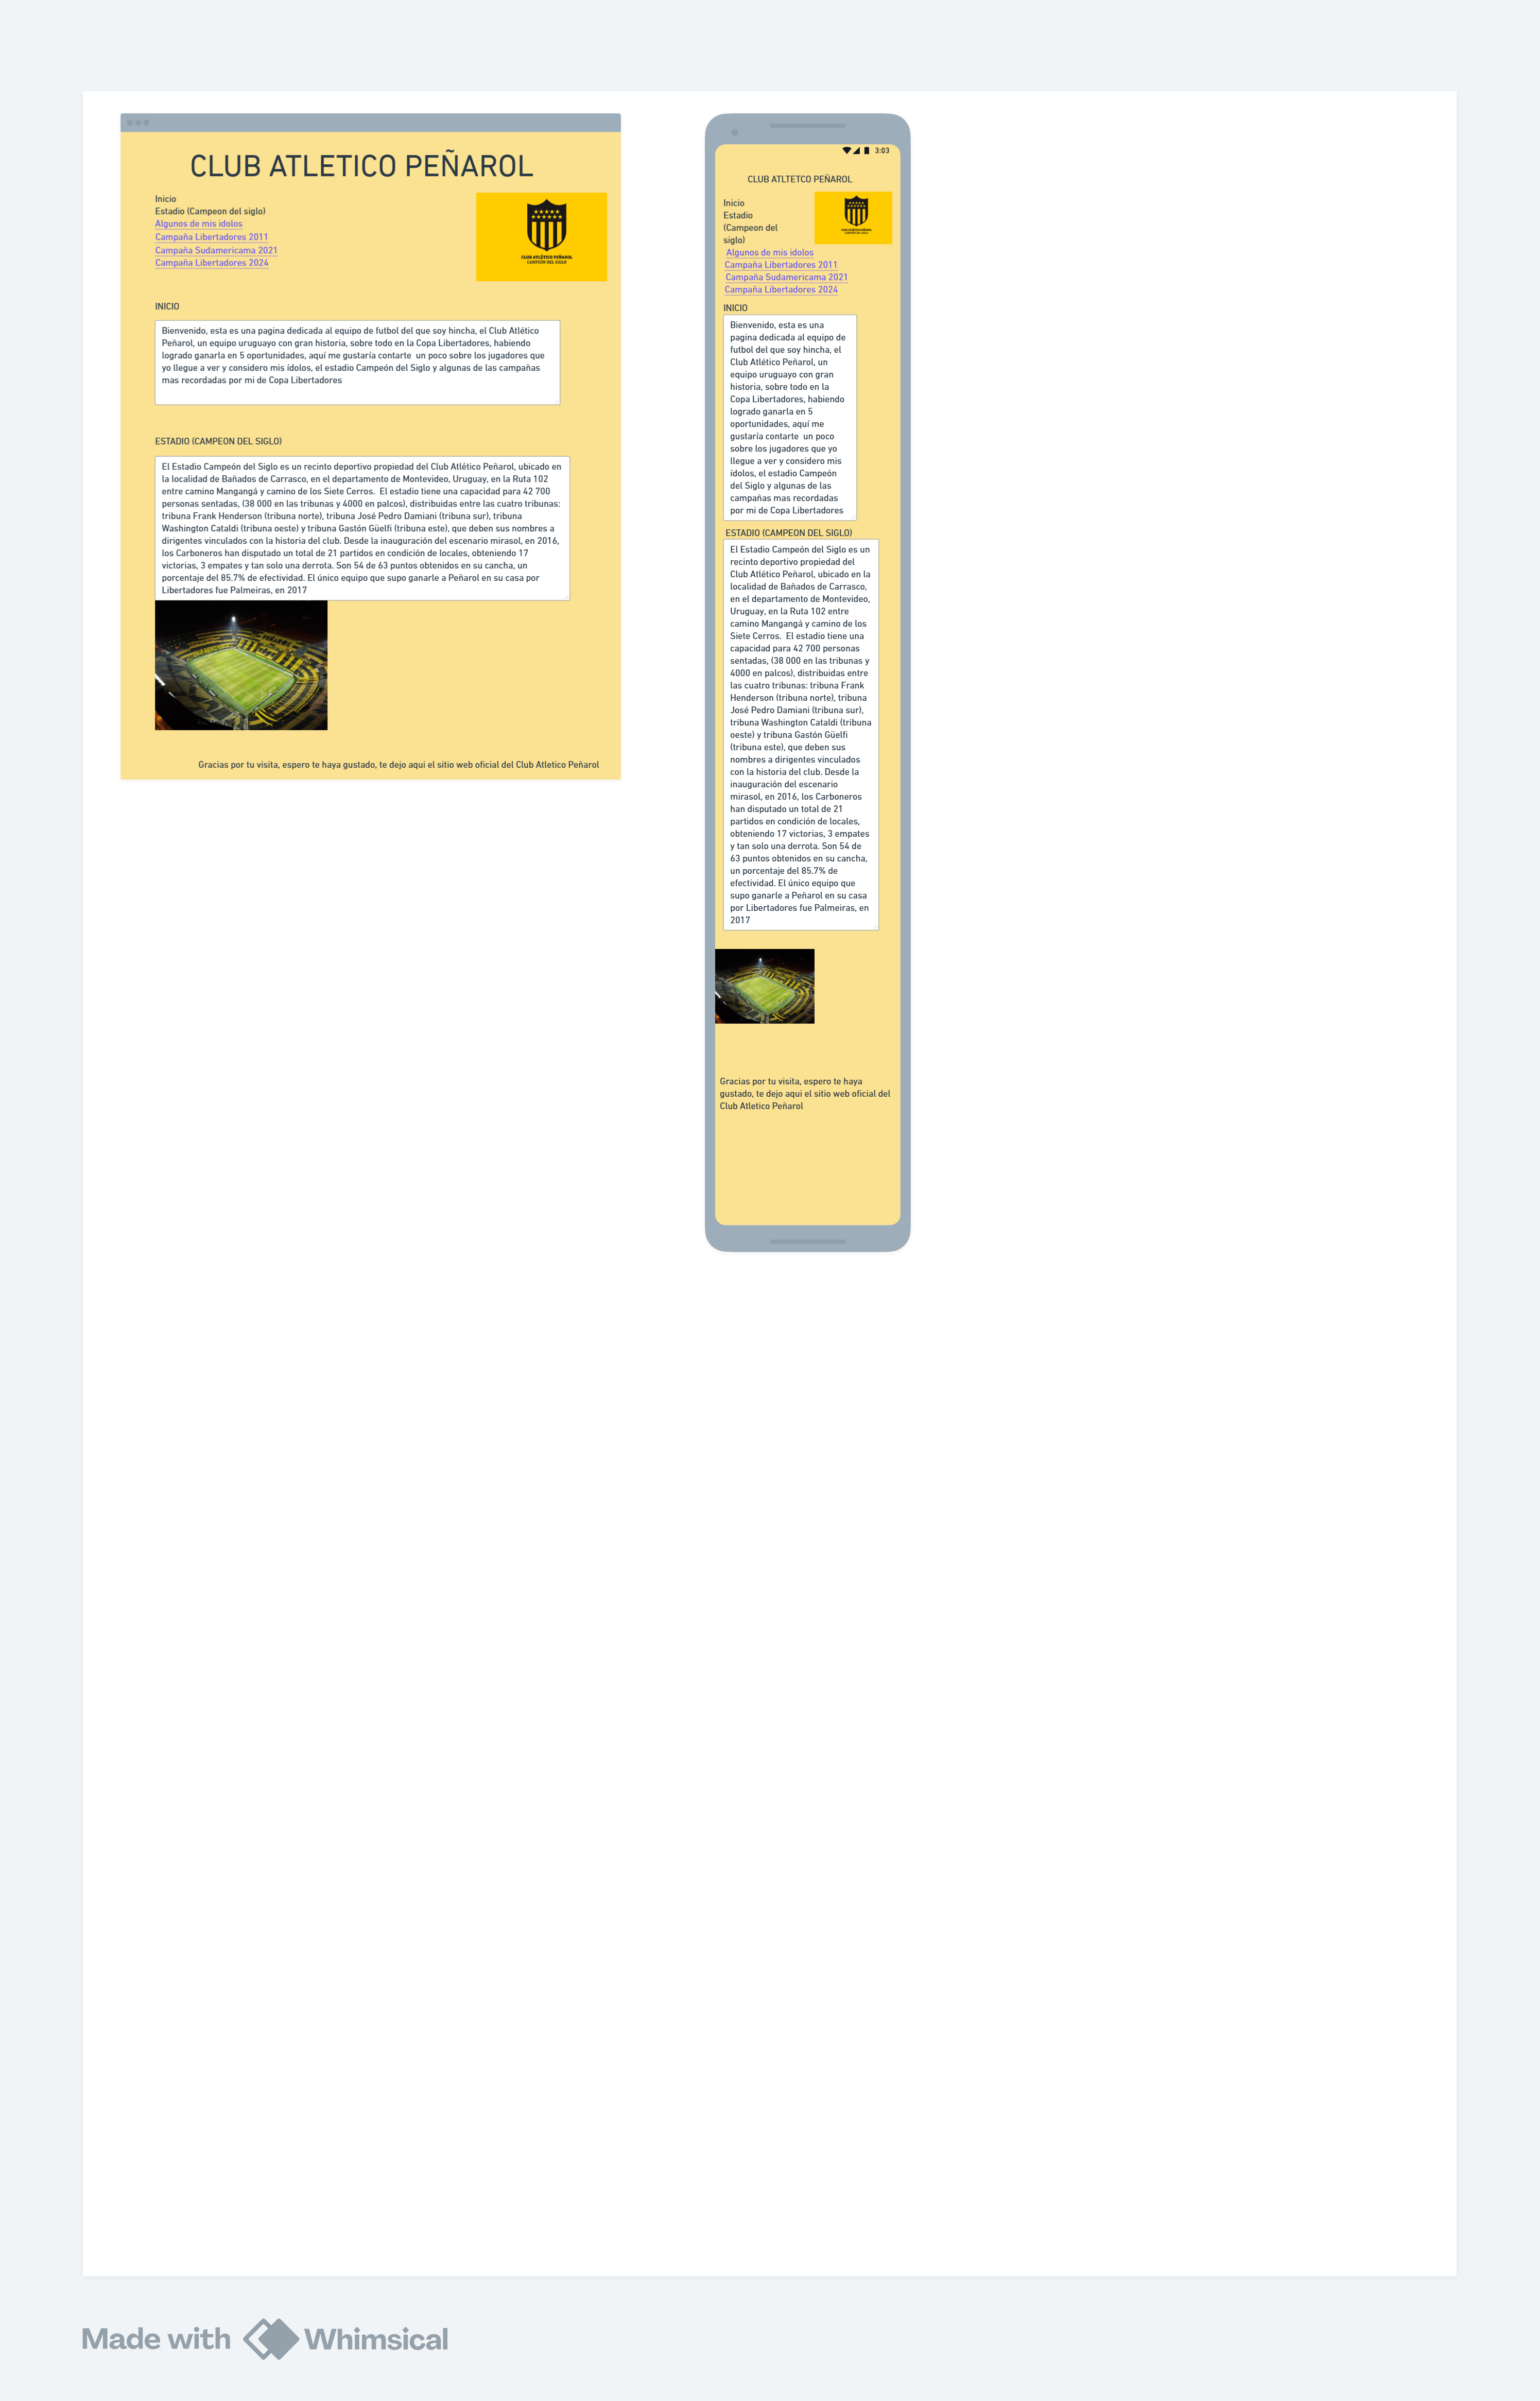 CLUB ATLETICO PEÑAROL
Inicio
Estadio (Campeon del siglo)
Algunos de mis idolos
Campaña Libertadores 2011
Campaña Sudamericama 2021
Campaña Libertadores 2024
CLUB ATLÉTICO PEÑAROL
CAMPEÓN DEL SIGLO
INICIO
Bienvenido, esta es una pagina dedicada al equipo de futbol del que soy hincha, el Club Atlético
Peñarol, un equipo uruguayo con gran historia, sobre todo en la Copa Libertadores, habiendo
logrado ganarla en 5 oportunidades, aquí me gustaría contarte  un poco sobre los jugadores que
yo llegue a ver y considero mis ídolos, el estadio Campeón del Siglo y algunas de las campañas
mas recordadas por mi de Copa Libertadores
ESTADIO (CAMPEON DEL SIGLO)
El Estadio Campeón del Siglo es un recinto deportivo propiedad del Club Atlético Peñarol, ubicado en
la localidad de Bañados de Carrasco, en el departamento de Montevideo, Uruguay, en la Ruta 102
entre camino Mangangá y camino de los Siete Cerros.  El estadio tiene una capacidad para 42 700
personas sentadas, (38 000 en las tribunas y 4000 en palcos), distribuidas entre las cuatro tribunas:
tribuna Frank Henderson (tribuna norte), tribuna José Pedro Damiani (tribuna sur), tribuna
Washington Cataldi (tribuna oeste) y tribuna Gastón Güelfi (tribuna este), que deben sus nombres a
dirigentes vinculados con la historia del club. Desde la inauguración del escenario mirasol, en 2016,
los Carboneros han disputado un total de 21 partidos en condición de locales, obteniendo 17
victorias, 3 empates y tan solo una derrota. Son 54 de 63 puntos obtenidos en su cancha, un
porcentaje del 85.7% de efectividad. El único equipo que supo ganarle a Peñarol en su casa por
Libertadores fue Palmeiras, en 2017
Gracias por tu visita, espero te haya gustado, te dejo aqui el sitio web oficial del Club Atletico Peñarol
3:03
CLUB ATLTETCO PEÑAROL
Inicio
Estadio
(Campeon del
siglo)
Algunos de mis idolos
Campaña Libertadores 2011
Campaña Sudamericama 2021
Campaña Libertadores 2024
CLUB ATLÉTICO PEÑAROL
CAMPEÓN DEL SIGLO
INICIO
Bienvenido, esta es una
pagina dedicada al equipo de
futbol del que soy hincha, el
Club Atlético Peñarol, un
equipo uruguayo con gran
historia, sobre todo en la
Copa Libertadores, habiendo
logrado ganarla en 5
oportunidades, aquí me
gustaría contarte  un poco
sobre los jugadores que yo
llegue a ver y considero mis
ídolos, el estadio Campeón
del Siglo y algunas de las
campañas mas recordadas
por mi de Copa Libertadores
ESTADIO (CAMPEON DEL SIGLO)
El Estadio Campeón del Siglo es un
recinto deportivo propiedad del
Club Atlético Peñarol, ubicado en la
localidad de Bañados de Carrasco,
en el departamento de Montevideo,
Uruguay, en la Ruta 102 entre
camino Mangangá y camino de los
Siete Cerros.  El estadio tiene una
capacidad para 42 700 personas
sentadas, (38 000 en las tribunas y
4000 en palcos), distribuidas entre
las cuatro tribunas: tribuna Frank
Henderson (tribuna norte), tribuna
José Pedro Damiani (tribuna sur),
tribuna Washington Cataldi (tribuna
oeste) y tribuna Gastón Güelfi
(tribuna este), que deben sus
nombres a dirigentes vinculados
con la historia del club. Desde la
inauguración del escenario
mirasol, en 2016, los Carboneros
han disputado un total de 21
partidos en condición de locales,
obteniendo 17 victorias, 3 empates
y tan solo una derrota. Son 54 de
63 puntos obtenidos en su cancha,
un porcentaje del 85.7% de
efectividad. El único equipo que
supo ganarle a Peñarol en su casa
por Libertadores fue Palmeiras, en
2017
Gracias por tu visita, espero te haya
gustado, te dejo aqui el sitio web oficial del
Club Atletico Peñarol
Made with Whimsical